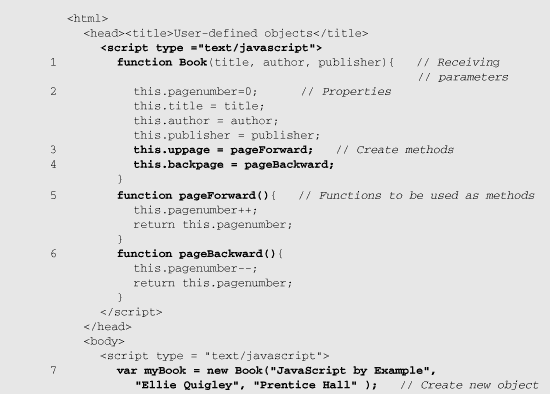 <html>
<head><title>User-defined objects</title>
<script type ="text/javascript">
1 function Book(title, author, publisher){ // Receiving
// parameters
2 this.pagenumber=0; // Properties
this.title = title;
this.author = author;
this.publisher = publisher;
3 this.uppage = pageForward; // Create methods
4 this.backpage = pageBackward;
}
5 function pageForward(){ // Functions to be used as methods
this.pagenumber++;
return this.pagenumber;
}
6 function pageBackward(){
this.pagenumber--;
return this.pagenumber;
}
</script>
</head>
<body>
<script type = "text/javascript">
7 var myBook = new Book("JavaScript by Example",
"Ellie Quigley", "Prentice Hall" ); // Create new object